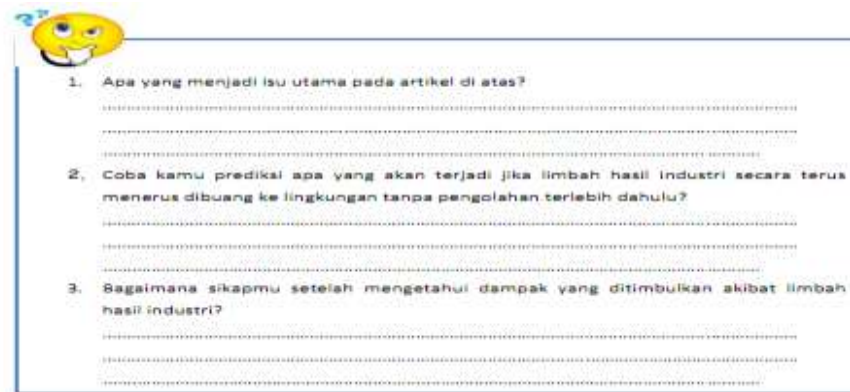 ??
1. Apa yang menjadi isu utama pada artikel di atas?
2. Coba kamu prediksi apa yang akan terjadi jika limbah hasil industri secara terus
menerus dibuang ke lingkungan tanpa pengolahan terlebih dahulu?
3. Bagaimana sikapmu setelah mengetahui dampak yang ditimbulkan akibat limbah
hasil industri?